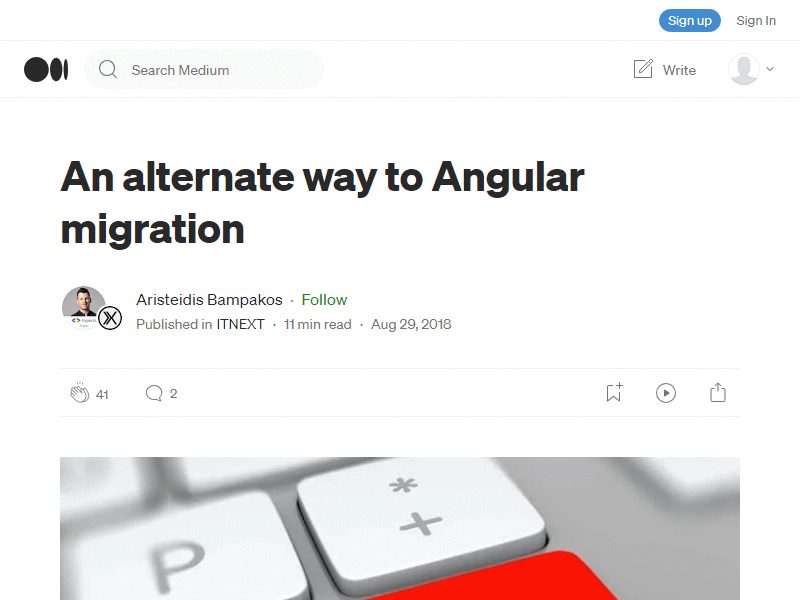 Sign up Sign In
Search Medium Write
An alternate way to Angular
migration
Aristeidis Bampakos · Follow
Published in ITNEXT · 11 min read · Aug 29, 2018
41 2
*
+
P